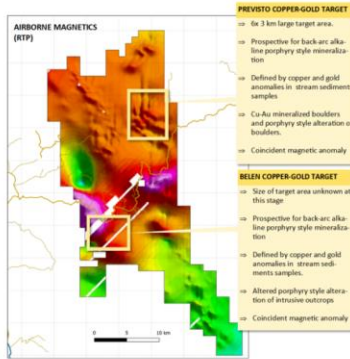 AIRBORNE MAGNETICS
(RTP)
0 5 10 km
PREVISTO COPPER-GOLD TARGET
⇒ 6x 3 km large target area.
⇒ Prospective for back-arc alka-
line porphyry style mineraliza-
tion
⇒ Defined by copper and gold
anomalies in stream sediment
samples
⇒ Cu-Au mineralized boulders
and porphyry style alteration o
boulders.
⇒ Coincident magnetic anomaly
BELEN COPPER-GOLD TARGET
⇒ Size of target area unknown at
this stage
⇒ Prospective for back-arc alka-
line porphyry style mineraliza-
tion
⇒ Defined by copper and gold
anomalies in stream sedi-
ments samples.
⇒ Altered porphyry style altera-
tion of intrusive outcrops
⇒ Coincident magnetic anomaly